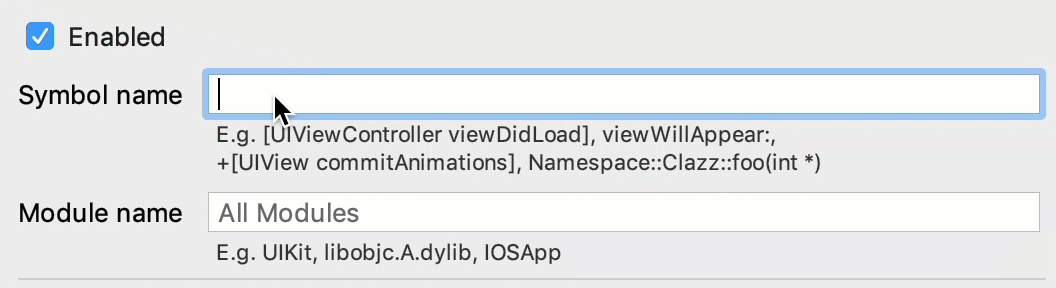 Enabled
Symbol name
E.g. [UIViewController viewDidLoad], viewWillAppear:,
+[UIView commitAnimations], Namespace::Clazz::foo(int *)
Module name All Modules
E.g. UIKit, libobjc.A.dylib, IOSApp